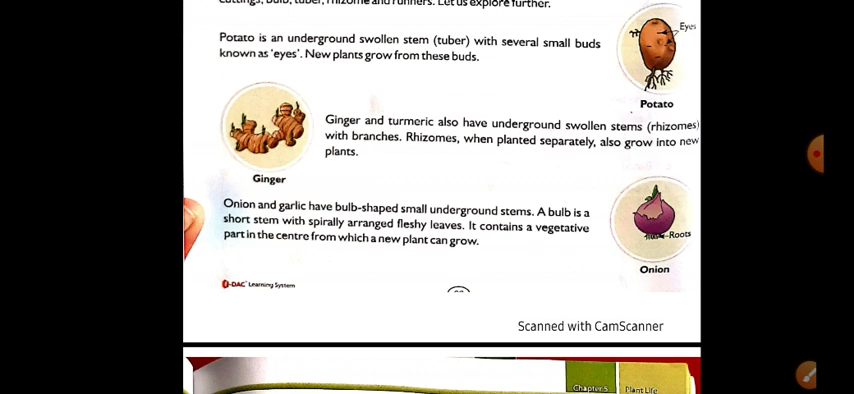 cuttings, bulb, tuber, rhizome and runners. Let us explore further.
Potato is an underground swollen stem (tuber) with several small buds
known as 'eyes'. New plants grow from these buds.
Eyes
Potato
Ginger and turmeric also have underground swollen stems (rhizomes)
with branches. Rhizomes, when planted separately, also grow into new
plants.
Ginger
Onion and garlic have bulb-shaped small underground stems. A bulb is a
short stem with spirally arranged fleshy leaves. It contains a vegetative
part in the centre from which a new plant can grow.
Roots
Onion
-DAC Learning System
Scanned with CamScanner
Chapter 5
Plant Life